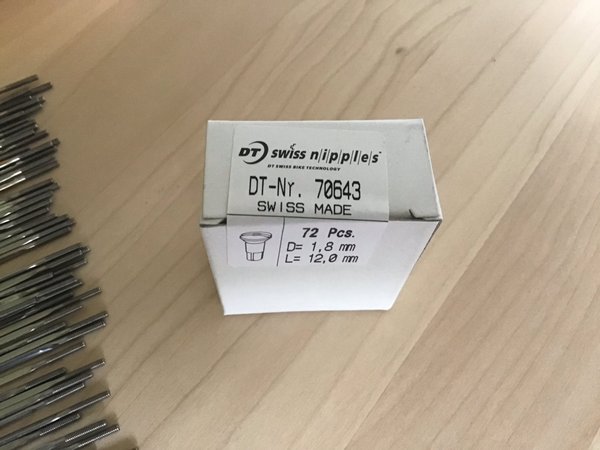 DT swiss nipples™
DT SWISS BIKE TECHNOLOGY
DT-Nr. 70643
SWISS MADE
72 Pcs.
D= 1,8 mm
L= 12,0 mm